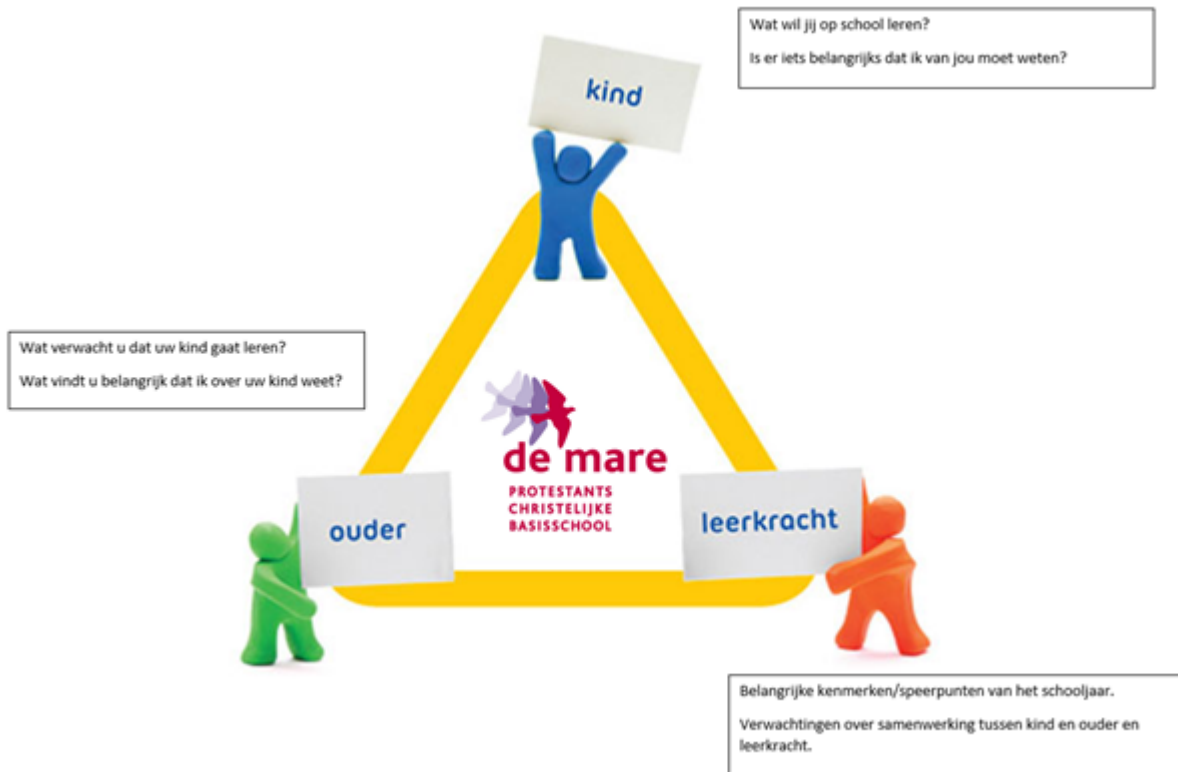 Wat wil jij op school leren?
Is er iets belangrijks dat ik van jou moet weten?
kind
Wat verwacht u dat uw kind gaat leren?
Wat vindt u belangrijk dat ik over uw kind weet?
de mare
PROTESTANTS
CHRISTELIJKE
BASISSCHOOL
ouder
leerkracht
Belangrijke kenmerken/speerpunten van het schooljaar.
Verwachtingen over samenwerking tussen kind en ouder en
leerkracht.